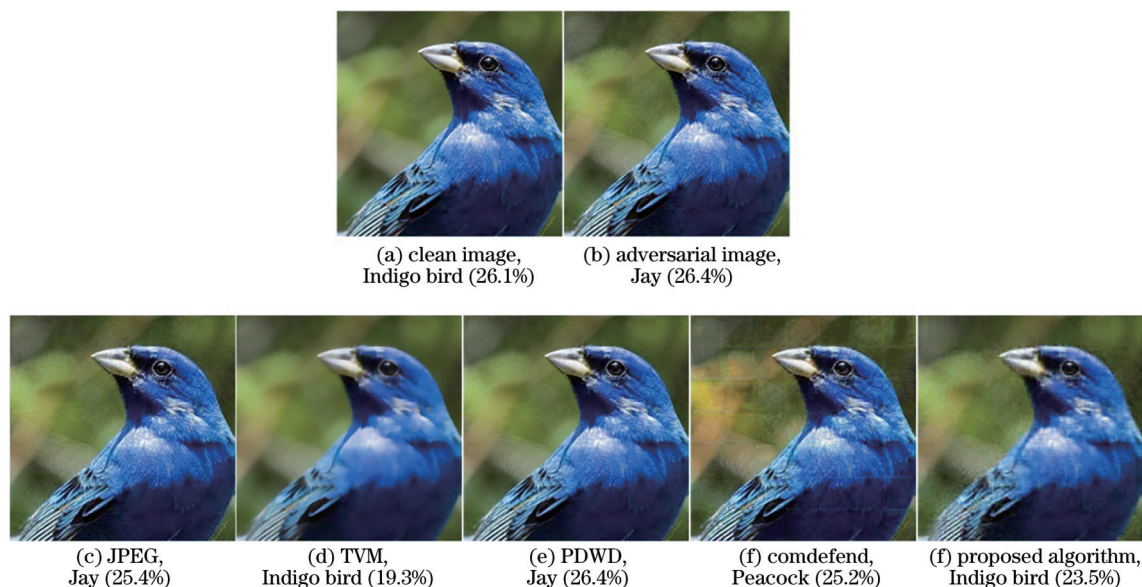 (a) clean image,
Indigo bird (26.1%)
(b) adversarial image,
Jay (26.4%)
(c) JPEG,
Jay (25.4%)
(d) TVM,
Indigo bird (19.3%)
(e) PDWD,
Jay (26.4%)
(f) comdefend,
Peacock (25.2%)
(f) proposed algorithm,
Indigo bird (23.5%)